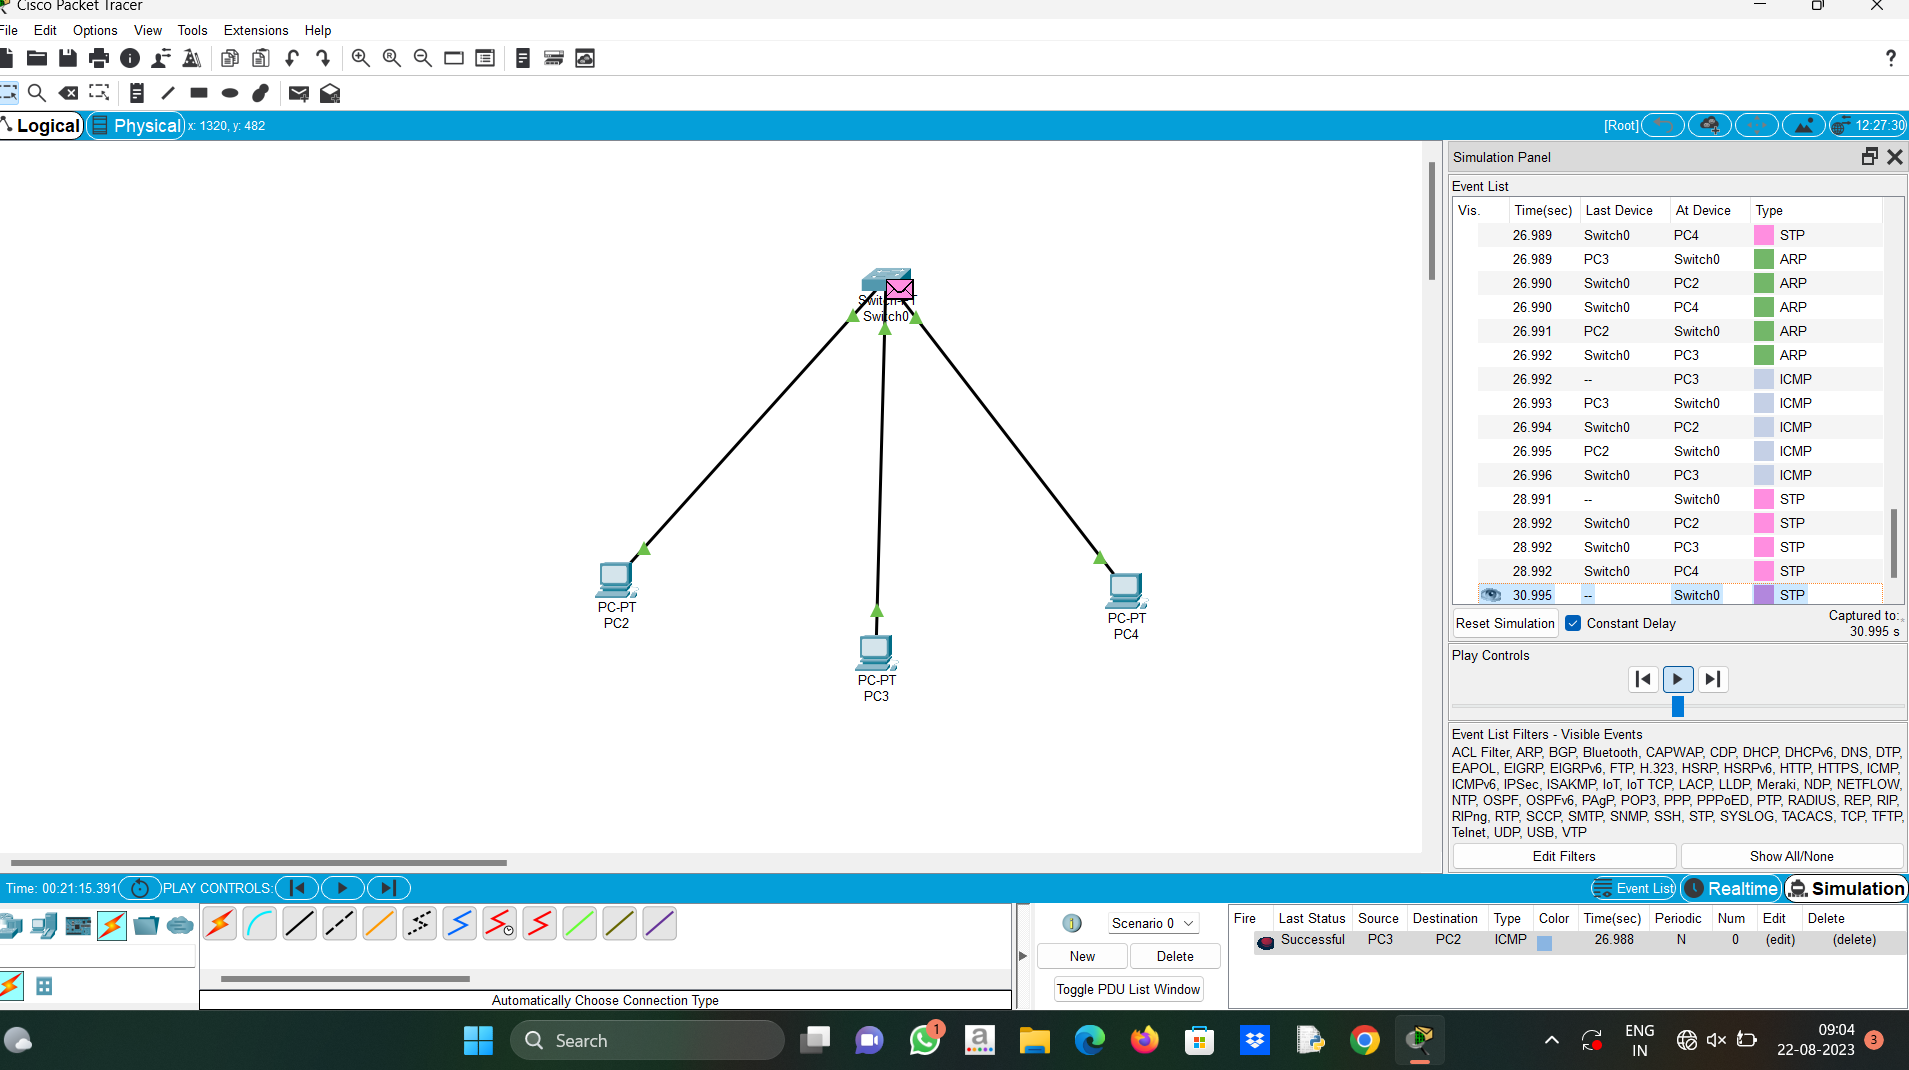 Cisco Packet Tracer
File Edit Options View Tools Extensions Help
?
Logical Physical x: 1320, y: 482 [Root] 12:27:30
Simulation Panel
Event List
Vis. Time(sec) Last Device At Device Type
26.989 Switch0 PC4 STP
26.989 PC3 Switch0 ARP
26.990 Switch0 PC2 ARP
26.990 Switch0 PC4 ARP
26.991 PC2 Switch0 ARP
26.992 Switch0 PC3 ARP
26.992 -- PC3 ICMP
26.993 PC3 Switch0 ICMP
26.994 Switch0 PC2 ICMP
26.995 PC2 Switch0 ICMP
26.996 Switch0 PC3 ICMP
28.991 -- Switch0 STP
28.992 Switch0 PC2 STP
28.992 Switch0 PC3 STP
28.992 Switch0 PC4 STP
30.995 -- Switch0 STP
Reset Simulation Constant Delay Captured to:
30.995 s
Play Controls
Event List Filters - Visible Events
ACL Filter, ARP, BGP, Bluetooth, CAPWAP, CDP, DHCP, DHCPv6, DNS, DTP,
EAPOL, EIGRP, EIGRPv6, FTP, H.323, HSRP, HSRPv6, HTTP, HTTPS, ICMP,
ICMPv6, IPSec, ISAKMP, IoT, IoT TCP, LACP, LLDP, Meraki, NDP, NETFLOW,
NTP, OSPF, OSPFv6, PAgP, POP3, PPP, PPPoED, PTP, RADIUS, REP, RIP,
RIPng, RTP, SCCP, SMTP, SNMP, SSH, STP, SYSLOG, TACACS, TCP, TFTP,
Telnet, UDP, USB, VTP
Edit Filters Show All/None
Switch0
PC-PT
PC2
PC-PT
PC3
PC-PT
PC4
Time: 00:21:15.391 PLAY CONTROLS: Event List Realtime Simulation
Automatically Choose Connection Type
Scenario 0
New Delete
Toggle PDU List Window
Fire Last Status Source Destination Type Color Time(sec) Periodic Num Edit Delete
Successful PC3 PC2 ICMP 26.988 N 0 (edit) (delete)
Search
1
a
ENG
IN
09:04
22-08-2023
3